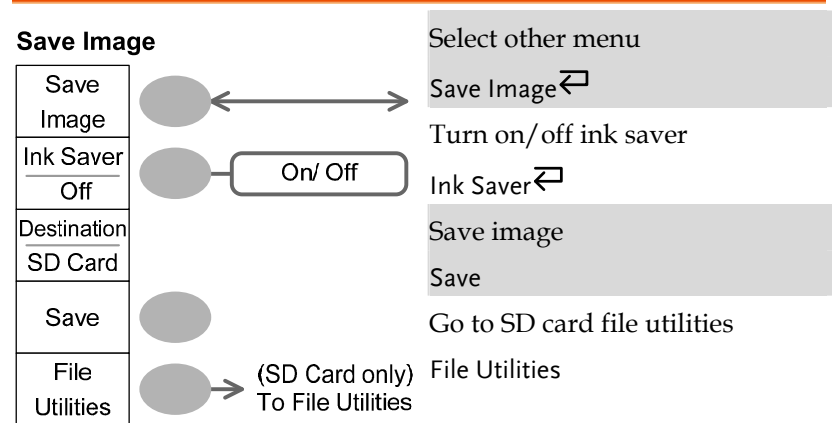 Save Image
Save
Image
Ink Saver
Off
Destination
SD Card
Save
File
Utilities
On/ Off
(SD Card only)
To File Utilities
Select other menu
Save Image
Turn on/off ink saver
Ink Saver
Save image
Save
Go to SD card file utilities
File Utilities